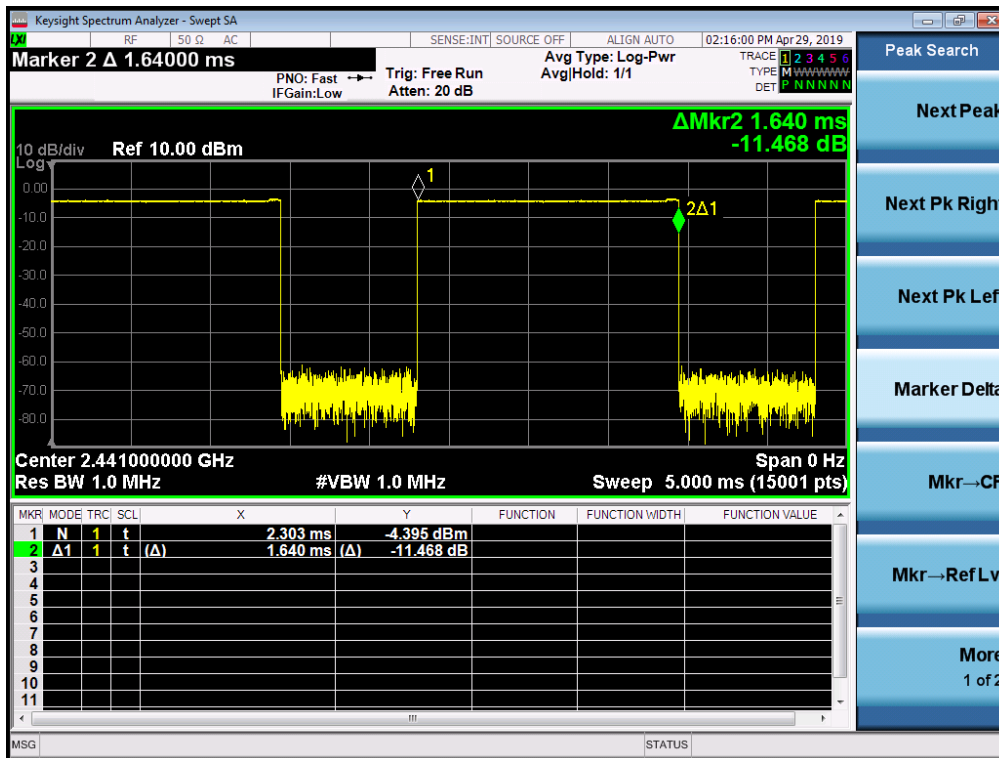 Keysight Spectrum Analyzer - Swept SA
LXI RF 50 Ω AC SENSE:INT SOURCE OFF ALIGN AUTO 02:16:00 PM Apr 29, 2019
Marker 2 Δ 1.64000 ms
PNO: Fast
IFGain:Low
Trig: Free Run
Atten: 20 dB
Avg Type: Log-Pwr
Avg|Hold: 1/1
TRACE 1 2 3 4 5 6
TYPE M WWWWW
DET P N N N N N
Peak Search
Next Peak
Next Pk Right
Next Pk Lef
Marker Delta
Mkr→CF
Mkr→Ref Lv
More
1 of 2
ΔMkr2 1.640 ms
-11.468 dB
10 dB/div Ref 10.00 dBm
Log
0.00
-10.0
-20.0
-30.0
-40.0
-50.0
-60.0
-70.0
-80.0
1
2Δ1
Center 2.441000000 GHz Span 0 Hz
Res BW 1.0 MHz #VBW 1.0 MHz Sweep 5.000 ms (15001 pts)
MKR MODE TRC SCL X Y FUNCTION FUNCTION WIDTH FUNCTION VALUE
1 N 1 t 2.303 ms -4.395 dBm
2 Δ1 1 t (Δ) 1.640 ms (Δ) -11.468 dB
3
4
5
6
7
8
9
10
11
MSG STATUS